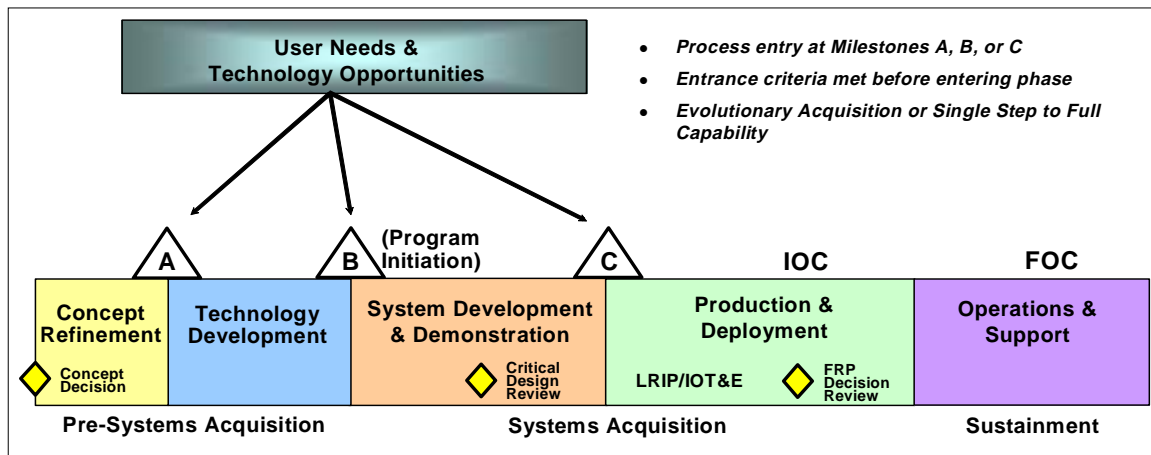 User Needs &
Technology Opportunities
• Process entry at Milestones A, B, or C
• Entrance criteria met before entering phase
• Evolutionary Acquisition or Single Step to Full
Capability
A
B
(Program
Initiation)
C
IOC
FOC
Concept
Refinement
Technology
Development
System Development
& Demonstration
Production &
Deployment
Operations &
Support
Concept
Decision
Critical
Design
Review
LRIP/IOT&E
FRP
Decision
Review
Pre-Systems Acquisition
Systems Acquisition
Sustainment